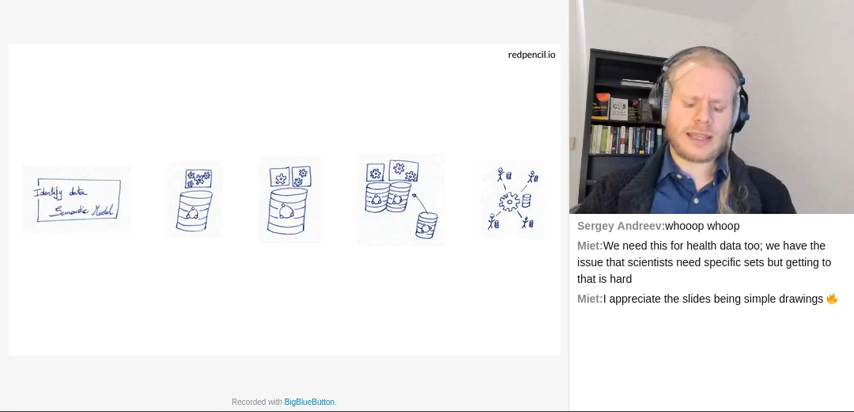 redpencil.io
Identify data
Semantic Model
Recorded with BigBlueButton.
Sergey Andreev:whooop whoop
Miet:We need this for health data too; we have the
issue that scientists need specific sets but getting to
that is hard
Miet:I appreciate the slides being simple drawings 🔥